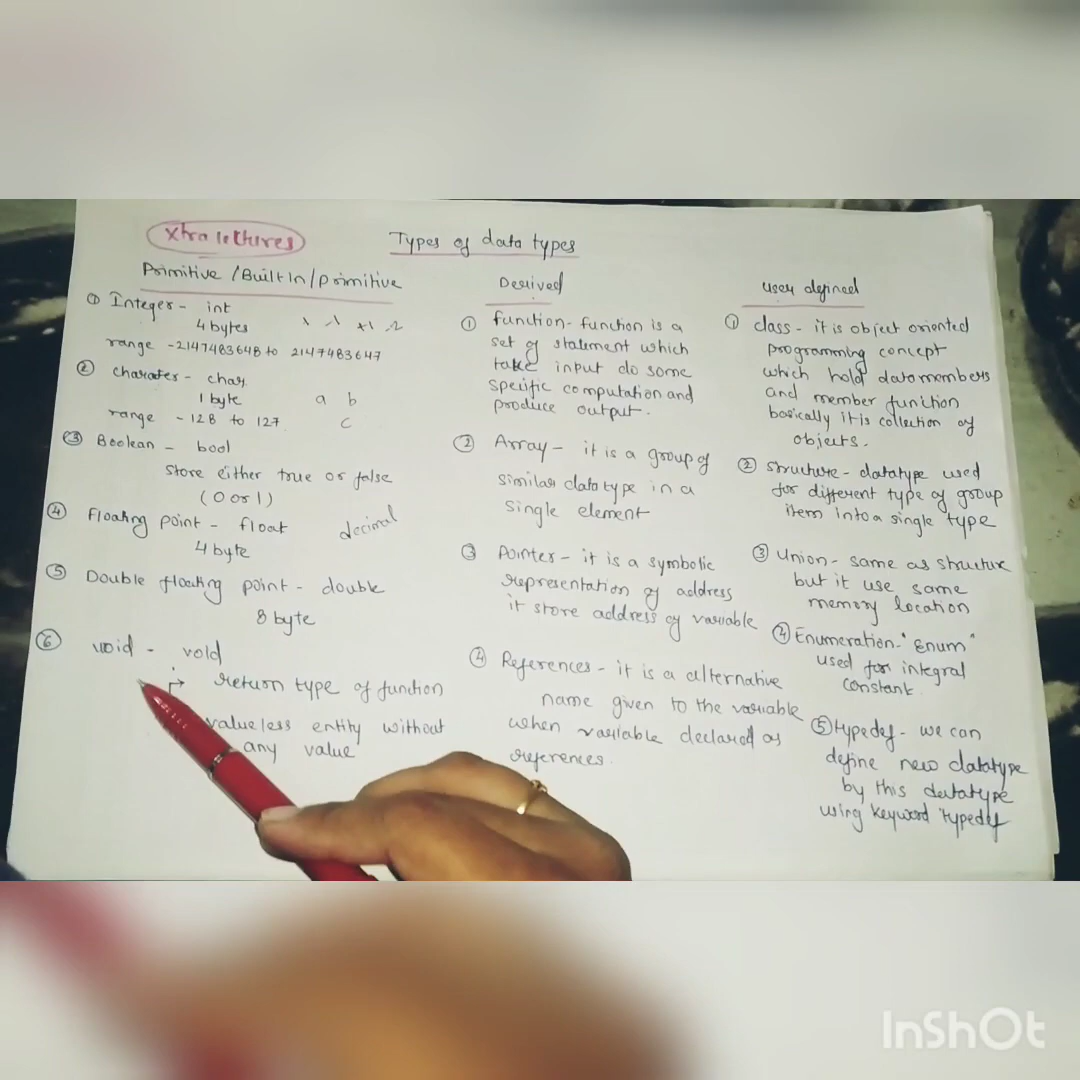 Xtra lectures
Types of data types
Primitive /Built In/Primitive
① Integer - int
4 bytes
range -2147483648 to 2147483647
② Charater - char
1 byte a b
range -128 to 127 c
③ Boolean - bool
store either true or false
(0 or 1)
④ Floating point - float decimal
4 byte
⑤ Double floating point - double
8 byte
⑥ void - void
return type of function
valueless entity without
any value
Derived
① function - function is a
set of statement which
take input do some
specific computation and
produce output.
② Array - it is a group of
similar data type in a
single element
③ Pointer - it is a symbolic
representation of address
it store address of variable
④ References - it is a alternative
name given to the variable
when variable declared as
references.
User defined
① class - it is object oriented
programming concept
which hold datamembers
and member function
basically it is collection of
objects.
② structure - datatype used
for different type of group
item into a single type
③ Union - same as structure
but it use same
memory location
④ Enumeration - "Enum"
used for integral
constant.
⑤ typedef - we can
define new datatype
by this datatype
using keyword 'typedef
InShOt